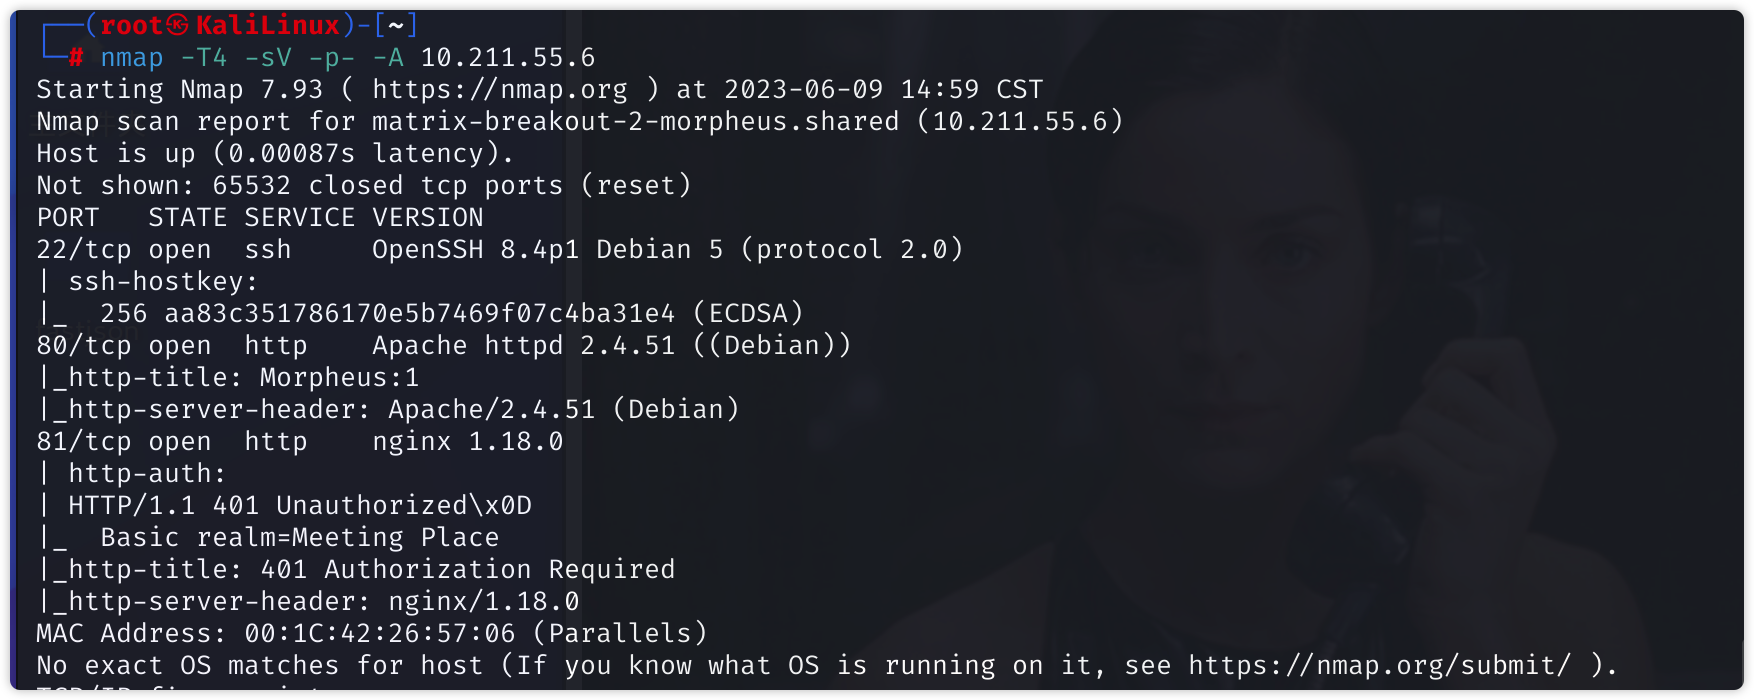 ┌──(root㉿KaliLinux)-[~]
└─# nmap -T4 -sV -p- -A 10.211.55.6
Starting Nmap 7.93 ( https://nmap.org ) at 2023-06-09 14:59 CST
Nmap scan report for matrix-breakout-2-morpheus.shared (10.211.55.6)
Host is up (0.00087s latency).
Not shown: 65532 closed tcp ports (reset)
PORT   STATE SERVICE VERSION
22/tcp open  ssh     OpenSSH 8.4p1 Debian 5 (protocol 2.0)
| ssh-hostkey:
|_  256 aa83c351786170e5b7469f07c4ba31e4 (ECDSA)
80/tcp open  http    Apache httpd 2.4.51 ((Debian))
|_http-title: Morpheus:1
|_http-server-header: Apache/2.4.51 (Debian)
81/tcp open  http    nginx 1.18.0
| http-auth:
| HTTP/1.1 401 Unauthorized\x0D
|_  Basic realm=Meeting Place
|_http-title: 401 Authorization Required
|_http-server-header: nginx/1.18.0
MAC Address: 00:1C:42:26:57:06 (Parallels)
No exact OS matches for host (If you know what OS is running on it, see https://nmap.org/submit/ ).